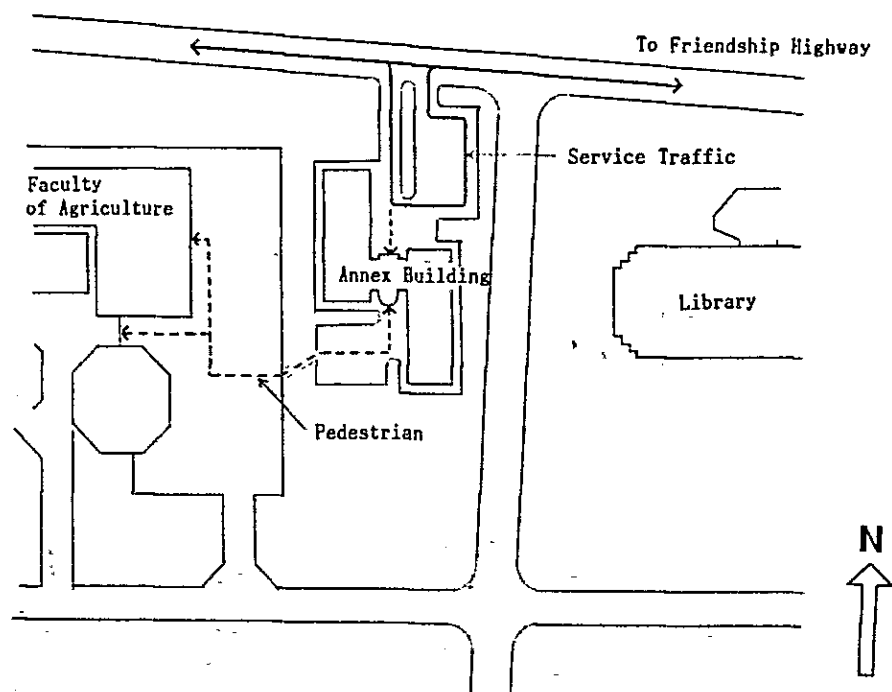 To Friendship Highway
Service Traffic
Faculty
of Agriculture
Annex Building
Library
Pedestrian
N